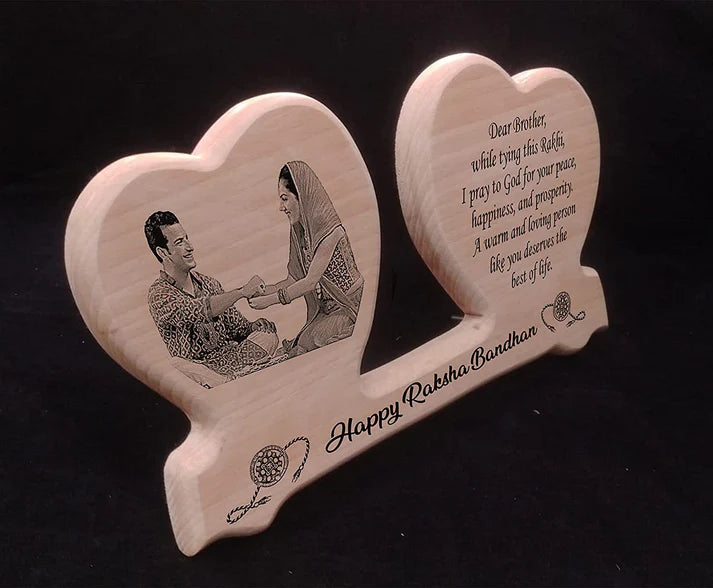 Dear Brother,
while tying this Rakhi,
I pray to God for your peace,
happiness, and prosperity.
A warm and loving person
like you deserves the
best of life.
Happy Raksha Bandhan